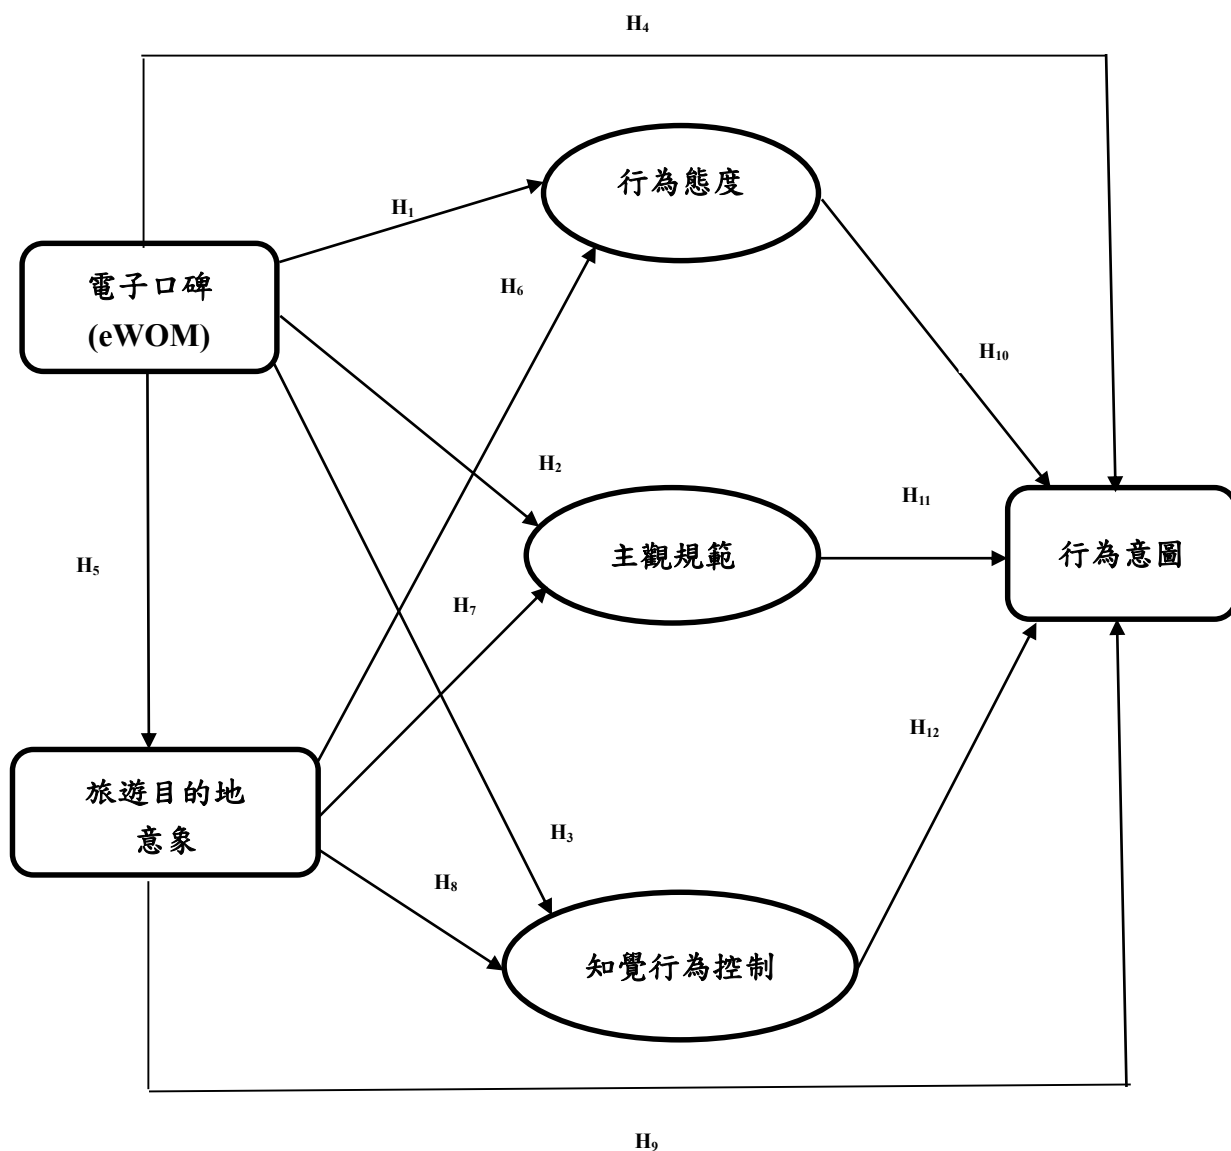 H₄
行為態度
H₁
電子口碑
(eWOM)
H₆
H₁₀
H₂
H₁₁
主觀規範
行為意圖
H₅
H₇
H₁₂
旅遊目的地
意象
H₃
H₈
知覺行為控制
H₉